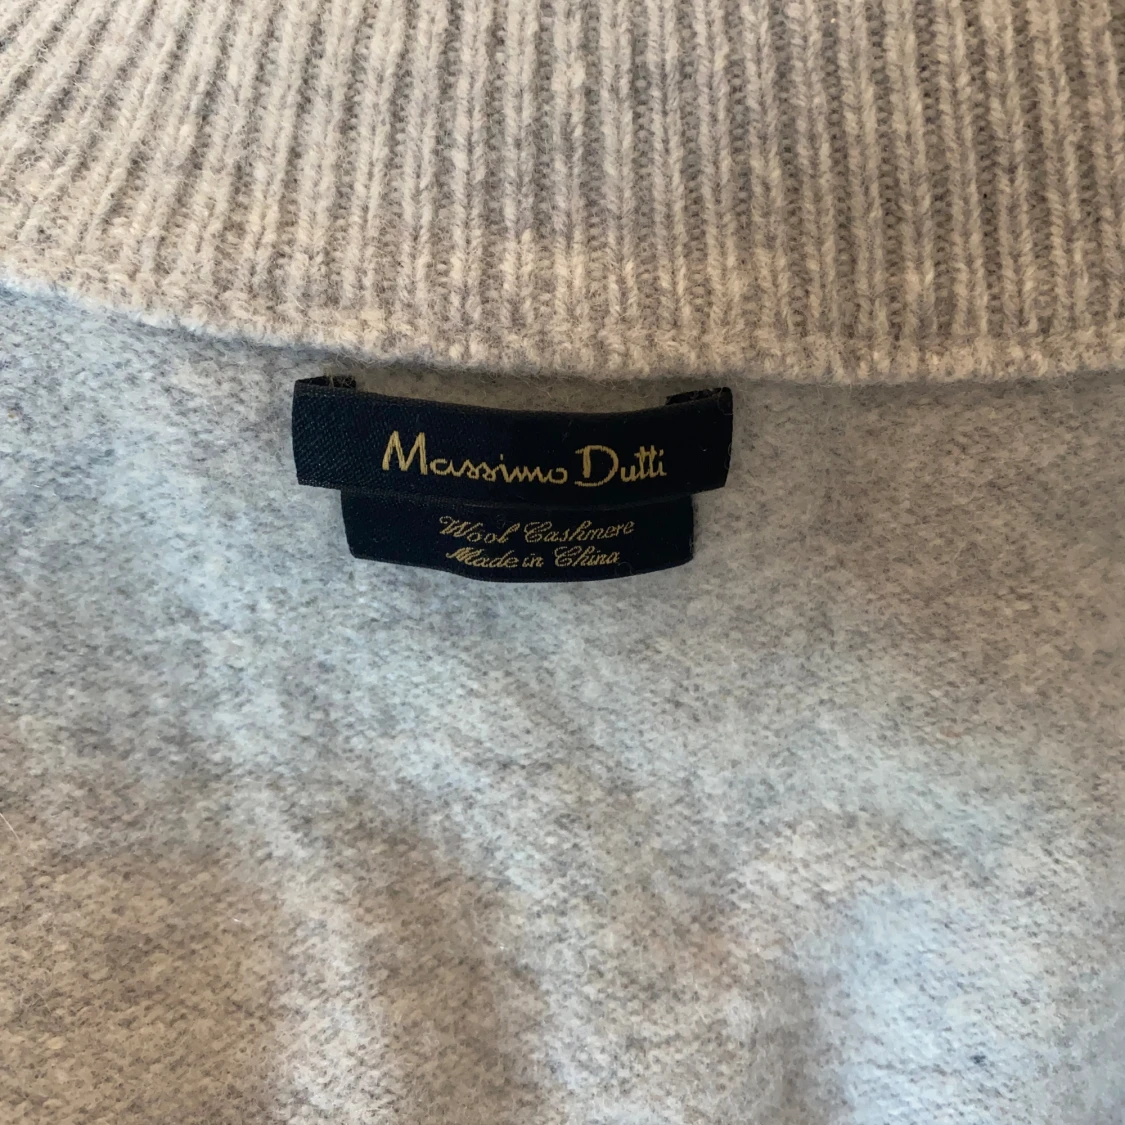 Massimo Dutti
Wool Cashmere
Made in China